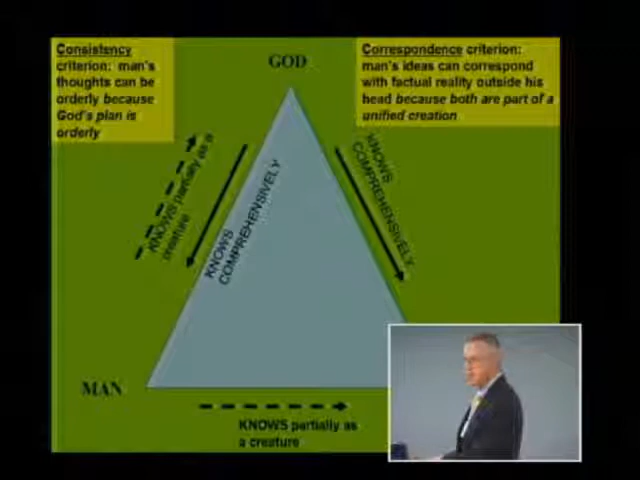 Consistency
criterion: man's
thoughts can be
orderly because
God's plan is
orderly
GOD
Correspondence criterion:
man's ideas can correspond
with factual reality outside his
head because both are part of a
unified creation
KNOWS partially as a
creature
KNOWS
COMPREHENSIVELY
KNOWS
COMPREHENSIVELY
MAN
KNOWS partially as
a creature